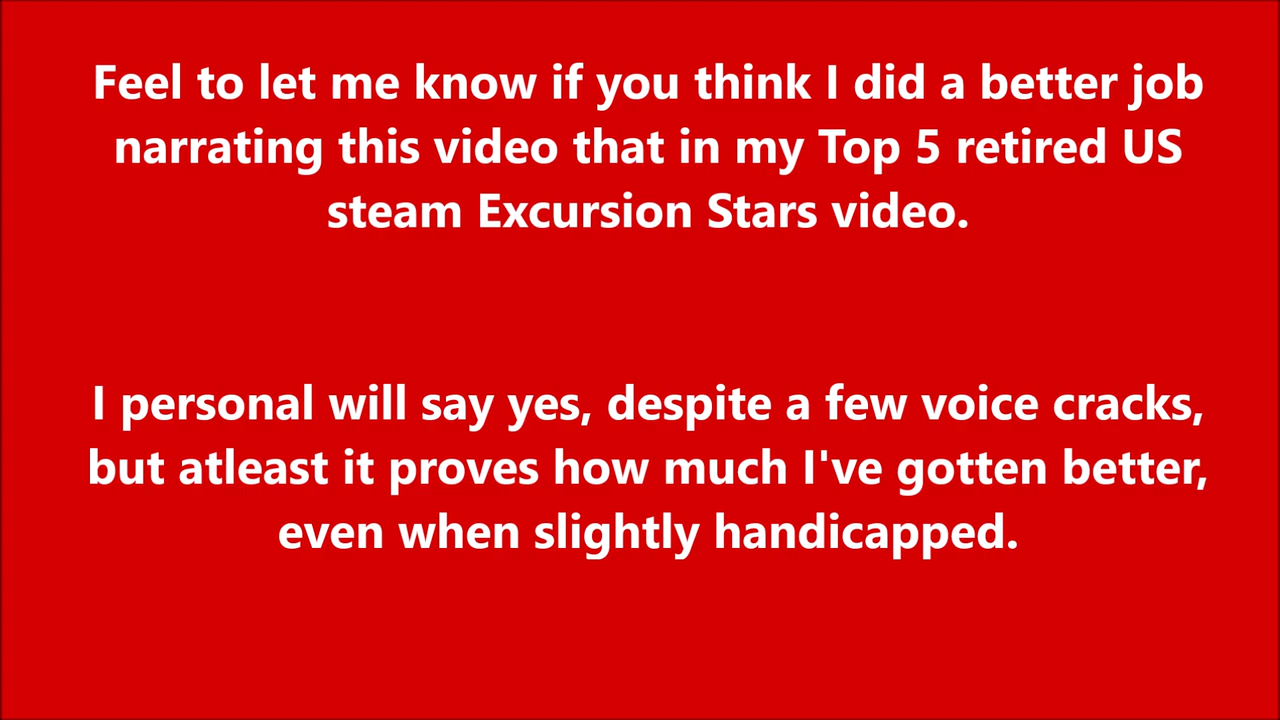 Feel to let me know if you think I did a better job
narrating this video that in my Top 5 retired US
steam Excursion Stars video.
I personal will say yes, despite a few voice cracks,
but atleast it proves how much I've gotten better,
even when slightly handicapped.